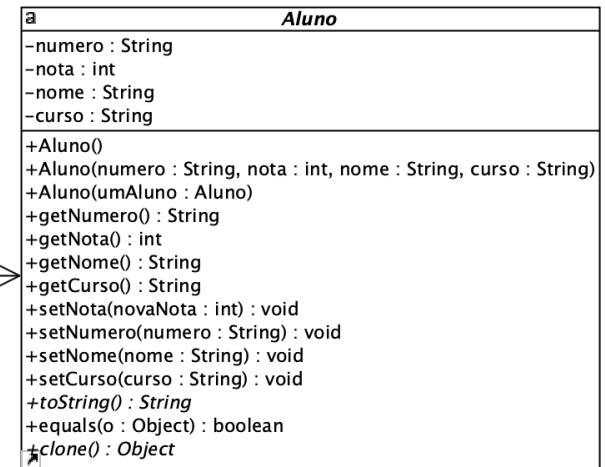 a
Aluno
-numero : String
-nota : int
-nome : String
-curso : String
+Aluno()
+Aluno(numero : String, nota : int, nome : String, curso : String)
+Aluno(umAluno : Aluno)
+getNumero() : String
+getNota() : int
+getNome() : String
+getCurso() : String
+setNota(novaNota : int) : void
+setNumero(numero : String) : void
+setNome(nome : String) : void
+setCurso(curso : String) : void
+toString() : String
+equals(o : Object) : boolean
+clone() : Object